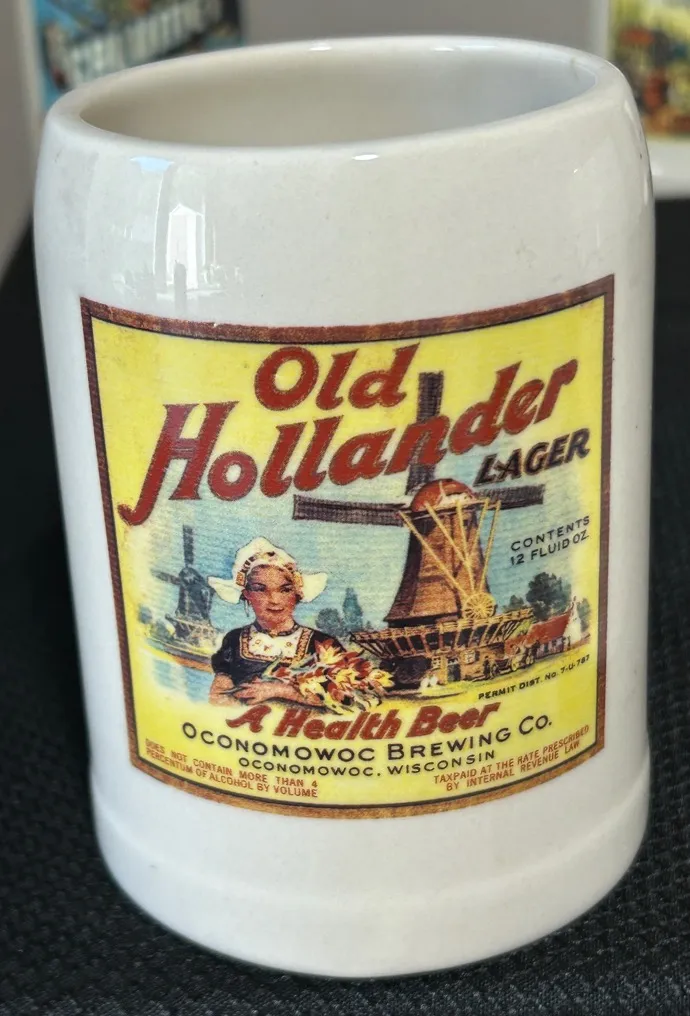 Old
Hollander
LAGER
CONTENTS
12 FLUID OZ.
PERMIT DIST. No. 7-U-787
A Health Beer
OCONOMOWOC BREWING CO.
OCONOMOWOC, WISCONSIN
DOES NOT CONTAIN MORE THAN 4
PERCENTUM OF ALCOHOL BY VOLUME
TAXPAID AT THE RATE PRESCRIBED
BY INTERNAL REVENUE LAW